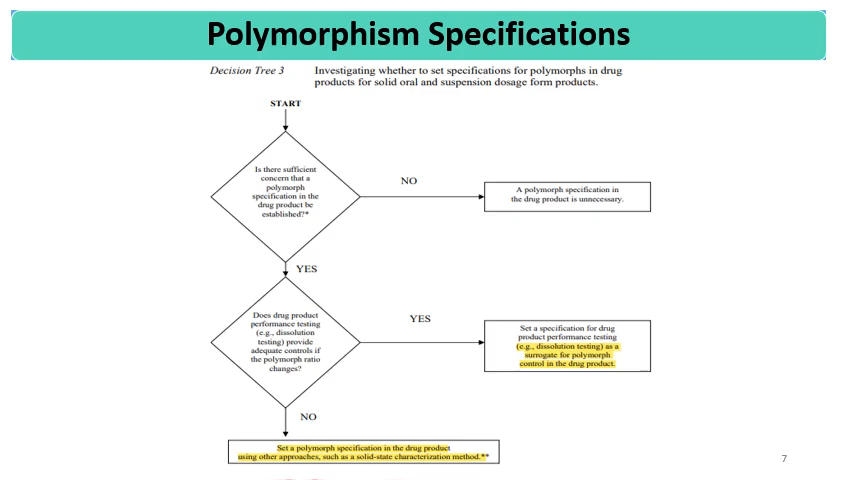 Polymorphism Specifications
Decision Tree 3 Investigating whether to set specifications for polymorphs in drug
products for solid oral and suspension dosage form products.
START
Is there sufficient
concern that a
polymorph
specification in the
drug product be
established?*
NO
A polymorph specification in
the drug product is unnecessary.
YES
Does drug product
performance testing
(e.g., dissolution
testing) provide
adequate controls if
the polymorph ratio
changes?
YES
Set a specification for drug
product performance testing
(e.g., dissolution testing) as a
surrogate for polymorph
control in the drug product.
NO
Set a polymorph specification in the drug product
using other approaches, such as a solid-state characterization method.**
7